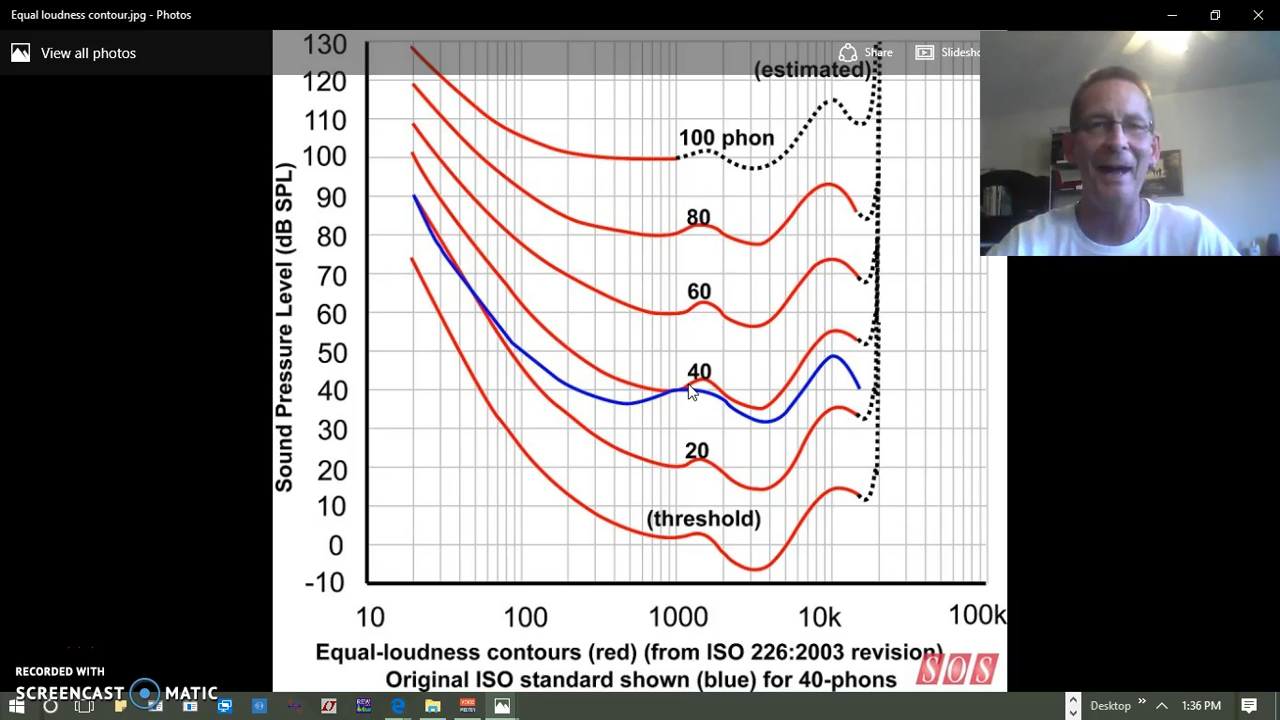 Equal loudness contour.jpg - Photos
View all photos
Share
Slidesho
130
120
110
100
90
80
70
60
50
40
30
20
10
0
-10
Sound Pressure Level (dB SPL)
(estimated)
100 phon
80
60
40
20
(threshold)
10 100 1000 10k 100k
Equal-loudness contours (red) (from ISO 226:2003 revision)
Original ISO standard shown (blue) for 40-phons
SOS
RECORDED WITH
SCREENCAST MATIC
Desktop
1:36 PM